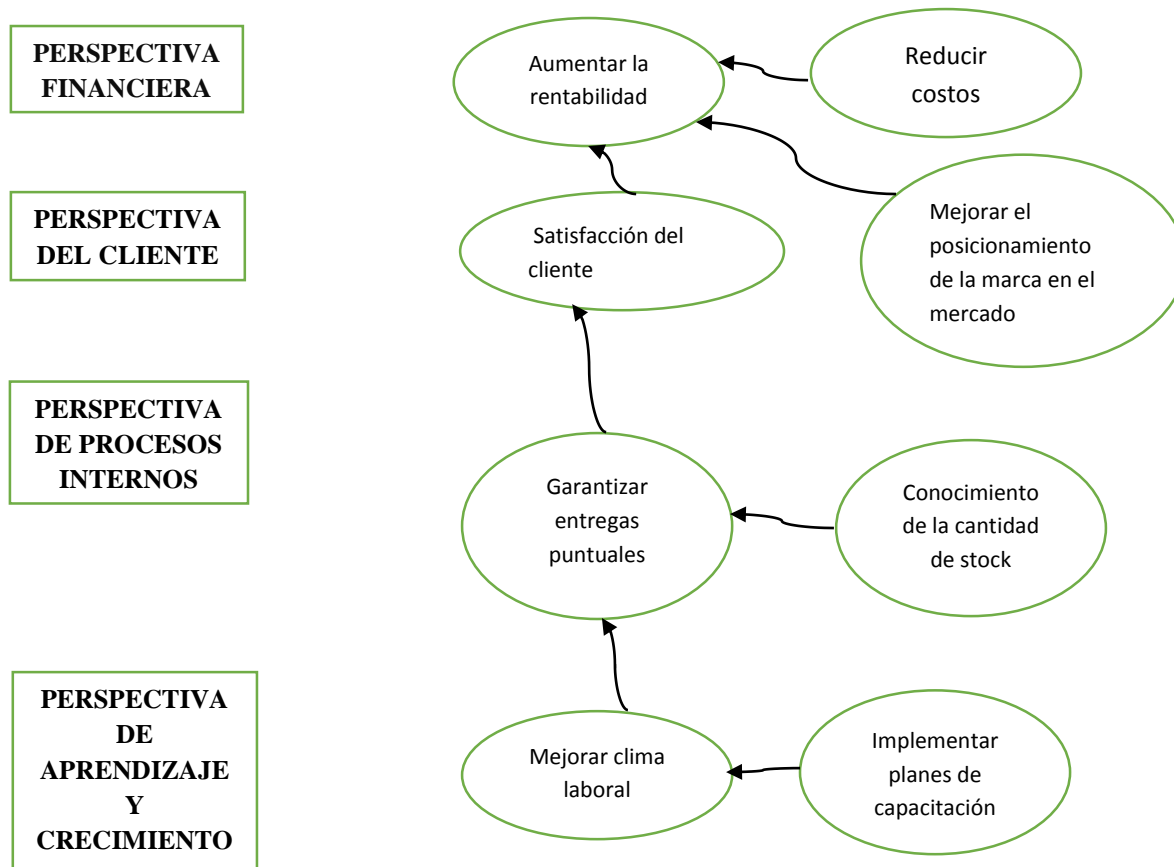 PERSPECTIVA
FINANCIERA
Aumentar la
rentabilidad
Reducir
costos
PERSPECTIVA
DEL CLIENTE
Satisfacción del
cliente
Mejorar el
posicionamiento
de la marca en el
mercado
PERSPECTIVA
DE PROCESOS
INTERNOS
Garantizar
entregas
puntuales
Conocimiento
de la cantidad
de stock
PERSPECTIVA
DE
APRENDIZAJE
Y
CRECIMIENTO
Mejorar clima
laboral
Implementar
planes de
capacitación